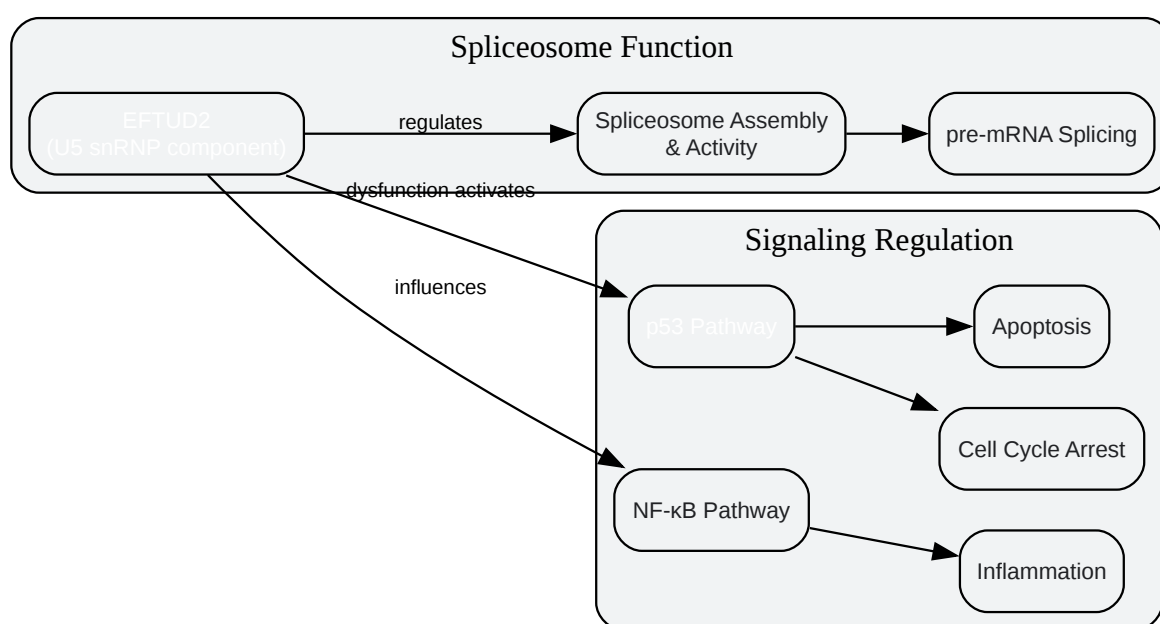 Spliceosome Function
EFTUD2
(U5 snRNP component)
regulates
Spliceosome Assembly
& Activity
pre-mRNA Splicing
dysfunction activates
influences
Signaling Regulation
p53 Pathway
Apoptosis
Cell Cycle Arrest
NF-κB Pathway
Inflammation